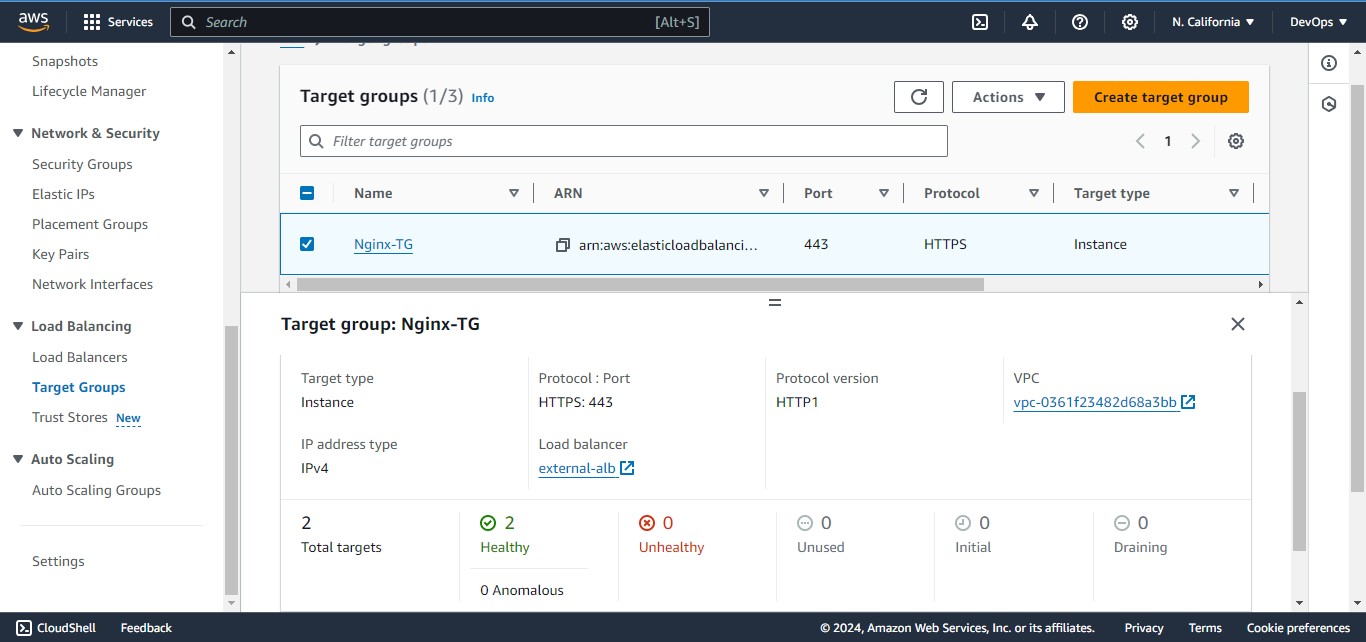 aws
Services
Search
[Alt+S]
N. California
DevOps
Snapshots
Lifecycle Manager
Network & Security
Security Groups
Elastic IPs
Placement Groups
Key Pairs
Network Interfaces
Load Balancing
Load Balancers
Target Groups
Trust Stores New
Auto Scaling
Auto Scaling Groups
Settings
Target groups (1/3) Info
Actions
Create target group
Filter target groups
1
Name ARN Port Protocol Target type
Nginx-TG arn:aws:elasticloadbalanci... 443 HTTPS Instance
Target group: Nginx-TG
Target type
Instance
Protocol : Port
HTTPS: 443
Protocol version
HTTP1
VPC
vpc-0361f23482d68a3bb
IP address type
IPv4
Load balancer
external-alb
2
Total targets
2
Healthy
0 Anomalous
0
Unhealthy
0
Unused
0
Initial
0
Draining
CloudShell
Feedback
© 2024, Amazon Web Services, Inc. or its affiliates.
Privacy
Terms
Cookie preferences